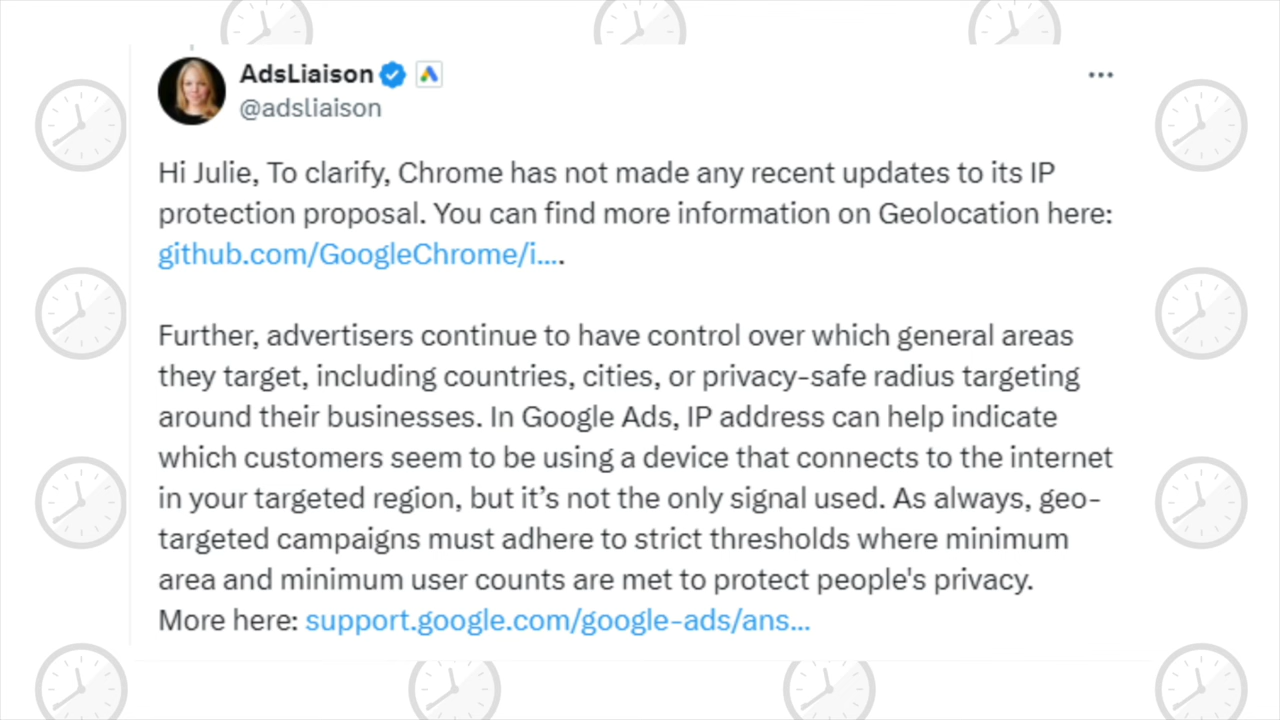 AdsLiaison
@adsliaison
Hi Julie, To clarify, Chrome has not made any recent updates to its IP
protection proposal. You can find more information on Geolocation here:
github.com/GoogleChrome/i....
Further, advertisers continue to have control over which general areas
they target, including countries, cities, or privacy-safe radius targeting
around their businesses. In Google Ads, IP address can help indicate
which customers seem to be using a device that connects to the internet
in your targeted region, but it’s not the only signal used. As always, geo-
targeted campaigns must adhere to strict thresholds where minimum
area and minimum user counts are met to protect people's privacy.
More here: support.google.com/google-ads/ans...